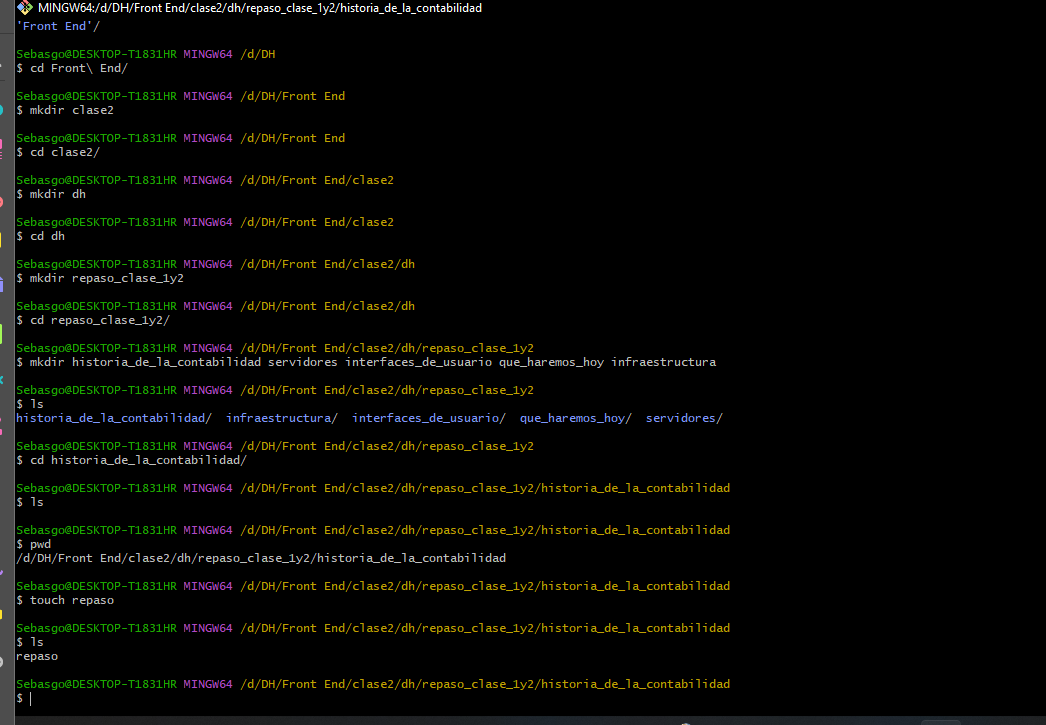 MINGW64:/d/DH/Front End/clase2/dh/repaso_clase_1y2/historia_de_la_contabilidad
'Front End'/
Sebasgo@DESKTOP-T1831HR MINGW64 /d/DH
$ cd Front\ End/
Sebasgo@DESKTOP-T1831HR MINGW64 /d/DH/Front End
$ mkdir clase2
Sebasgo@DESKTOP-T1831HR MINGW64 /d/DH/Front End
$ cd clase2/
Sebasgo@DESKTOP-T1831HR MINGW64 /d/DH/Front End/clase2
$ mkdir dh
Sebasgo@DESKTOP-T1831HR MINGW64 /d/DH/Front End/clase2
$ cd dh
Sebasgo@DESKTOP-T1831HR MINGW64 /d/DH/Front End/clase2/dh
$ mkdir repaso_clase_1y2
Sebasgo@DESKTOP-T1831HR MINGW64 /d/DH/Front End/clase2/dh
$ cd repaso_clase_1y2/
Sebasgo@DESKTOP-T1831HR MINGW64 /d/DH/Front End/clase2/dh/repaso_clase_1y2
$ mkdir historia_de_la_contabilidad servidores interfaces_de_usuario que_haremos_hoy infraestructura
Sebasgo@DESKTOP-T1831HR MINGW64 /d/DH/Front End/clase2/dh/repaso_clase_1y2
$ ls
historia_de_la_contabilidad/  infraestructura/  interfaces_de_usuario/  que_haremos_hoy/  servidores/
Sebasgo@DESKTOP-T1831HR MINGW64 /d/DH/Front End/clase2/dh/repaso_clase_1y2
$ cd historia_de_la_contabilidad/
Sebasgo@DESKTOP-T1831HR MINGW64 /d/DH/Front End/clase2/dh/repaso_clase_1y2/historia_de_la_contabilidad
$ ls
Sebasgo@DESKTOP-T1831HR MINGW64 /d/DH/Front End/clase2/dh/repaso_clase_1y2/historia_de_la_contabilidad
$ pwd
/d/DH/Front End/clase2/dh/repaso_clase_1y2/historia_de_la_contabilidad
Sebasgo@DESKTOP-T1831HR MINGW64 /d/DH/Front End/clase2/dh/repaso_clase_1y2/historia_de_la_contabilidad
$ touch repaso
Sebasgo@DESKTOP-T1831HR MINGW64 /d/DH/Front End/clase2/dh/repaso_clase_1y2/historia_de_la_contabilidad
$ ls
repaso
Sebasgo@DESKTOP-T1831HR MINGW64 /d/DH/Front End/clase2/dh/repaso_clase_1y2/historia_de_la_contabilidad
$